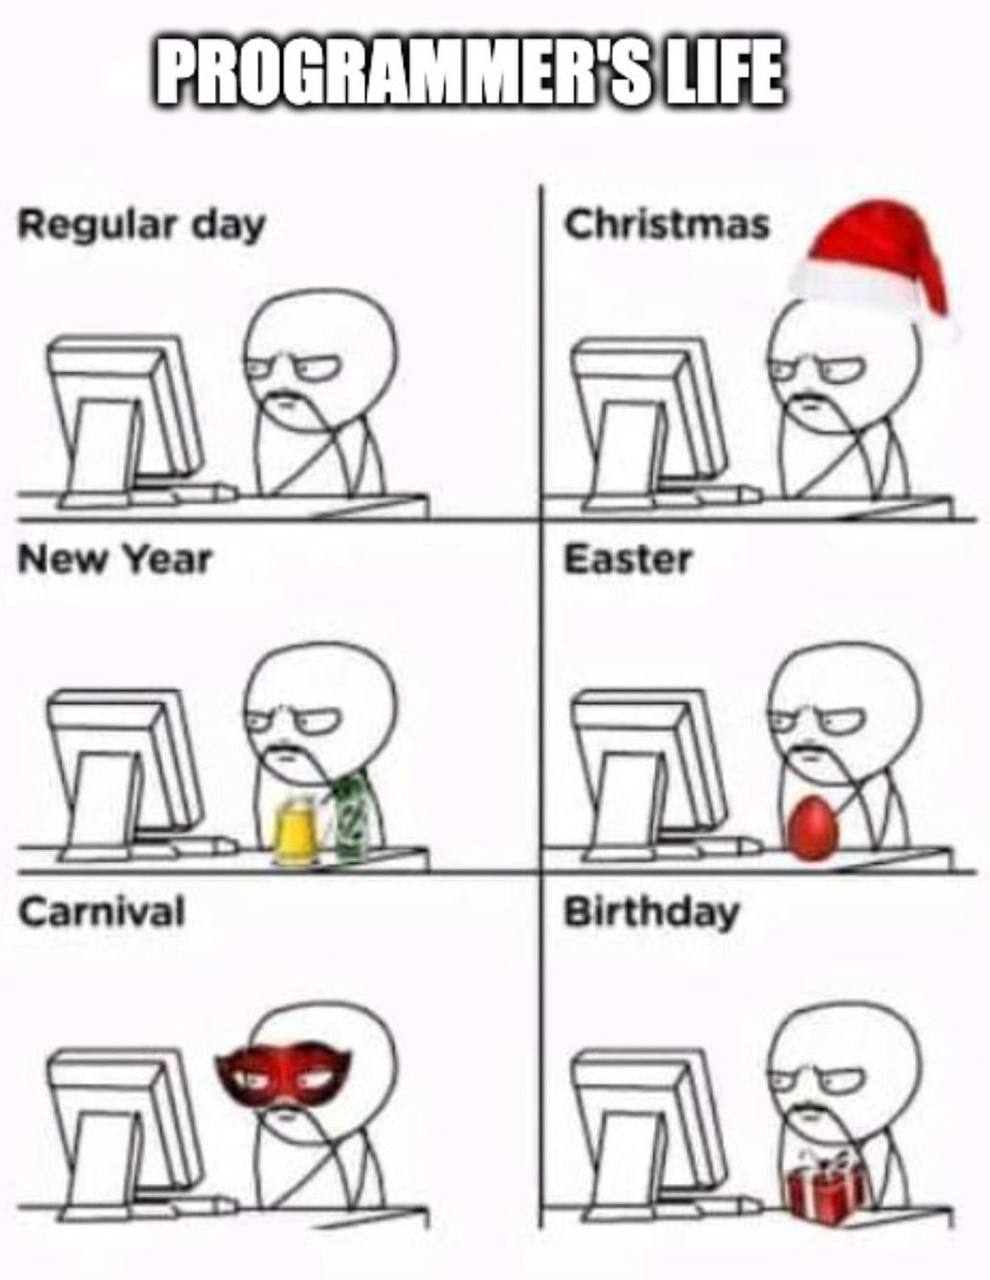 PROGRAMMER'S LIFE
Regular day
Christmas
New Year
Easter
Carnival
Birthday